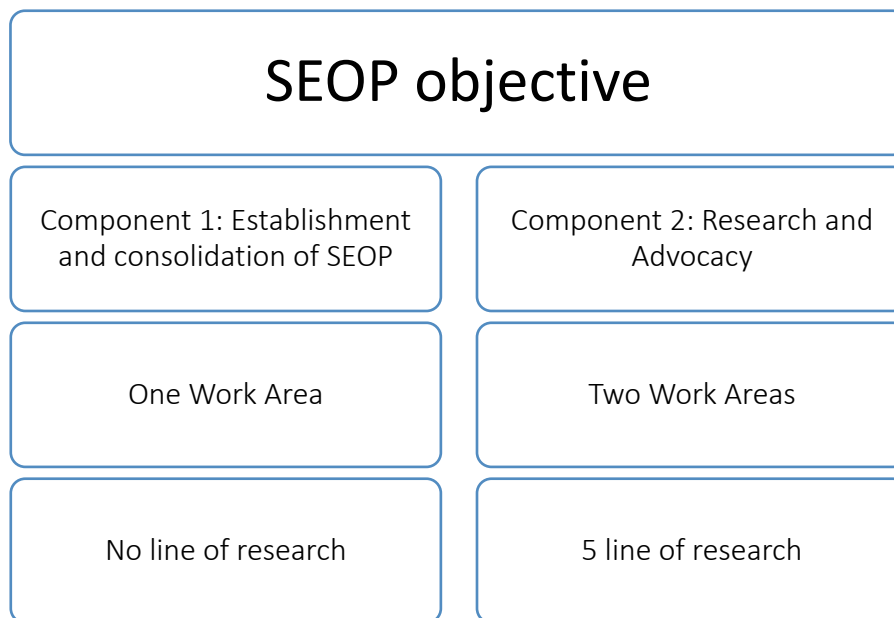 SEOP objective
Component 1: Establishment
and consolidation of SEOP
Component 2: Research and
Advocacy
One Work Area
Two Work Areas
No line of research
5 line of research